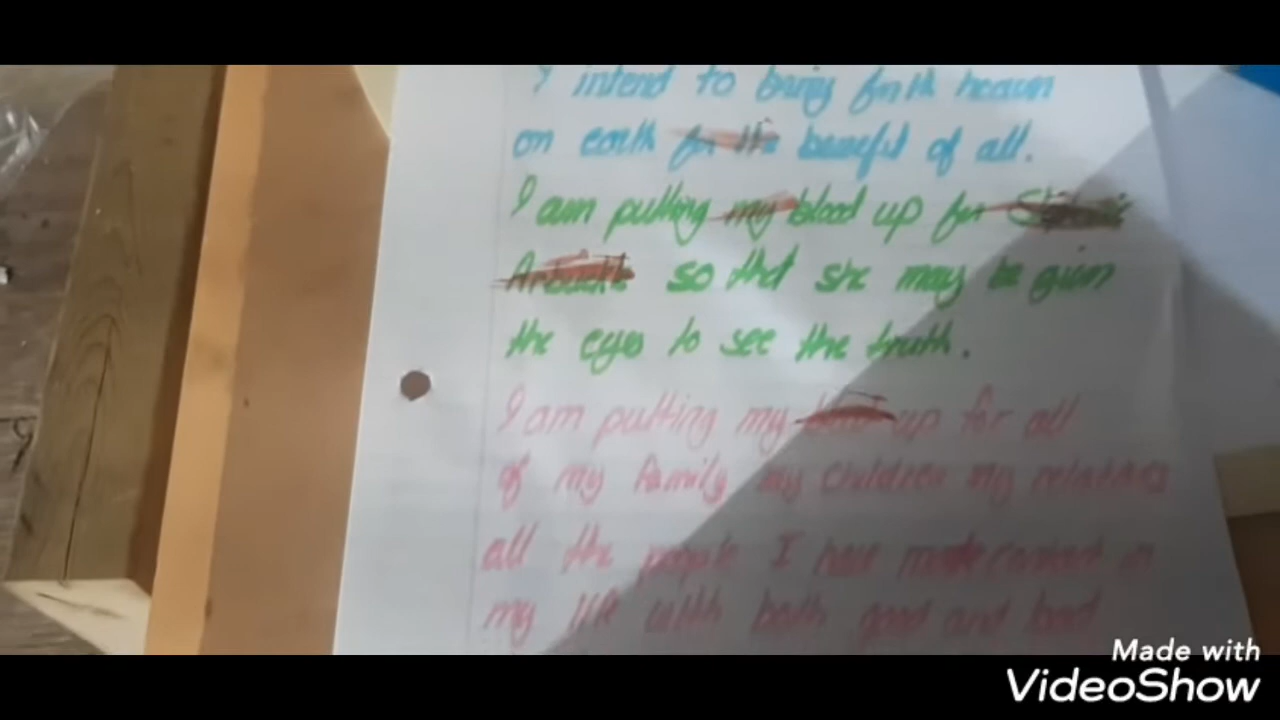 I intend to bring forth heaven
on earth for the benefit of all.
I am putting my blood up for
so that she may be given
the eyes to see the truth.
I am putting my blood up for all
of my family my children my relatives
all the people I have made contact in
my life with both good and bad
Made with
VideoShow